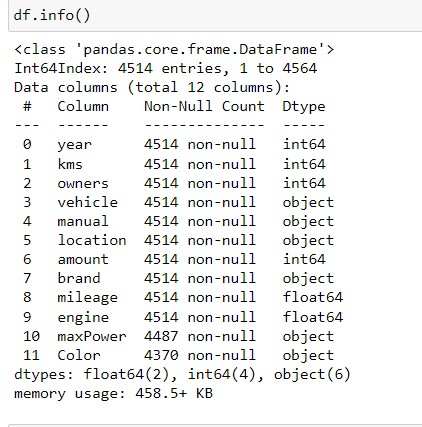 df.info()
<class 'pandas.core.frame.DataFrame'>
Int64Index: 4514 entries, 1 to 4564
Data columns (total 12 columns):
 #   Column    Non-Null Count  Dtype
---  ------    --------------  -----
 0   year      4514 non-null   int64
 1   kms       4514 non-null   int64
 2   owners    4514 non-null   int64
 3   vehicle   4514 non-null   object
 4   manual    4514 non-null   object
 5   location  4514 non-null   object
 6   amount    4514 non-null   int64
 7   brand     4514 non-null   object
 8   mileage   4514 non-null   float64
 9   engine    4514 non-null   float64
 10  maxPower  4487 non-null   object
 11  Color     4370 non-null   object
dtypes: float64(2), int64(4), object(6)
memory usage: 458.5+ KB